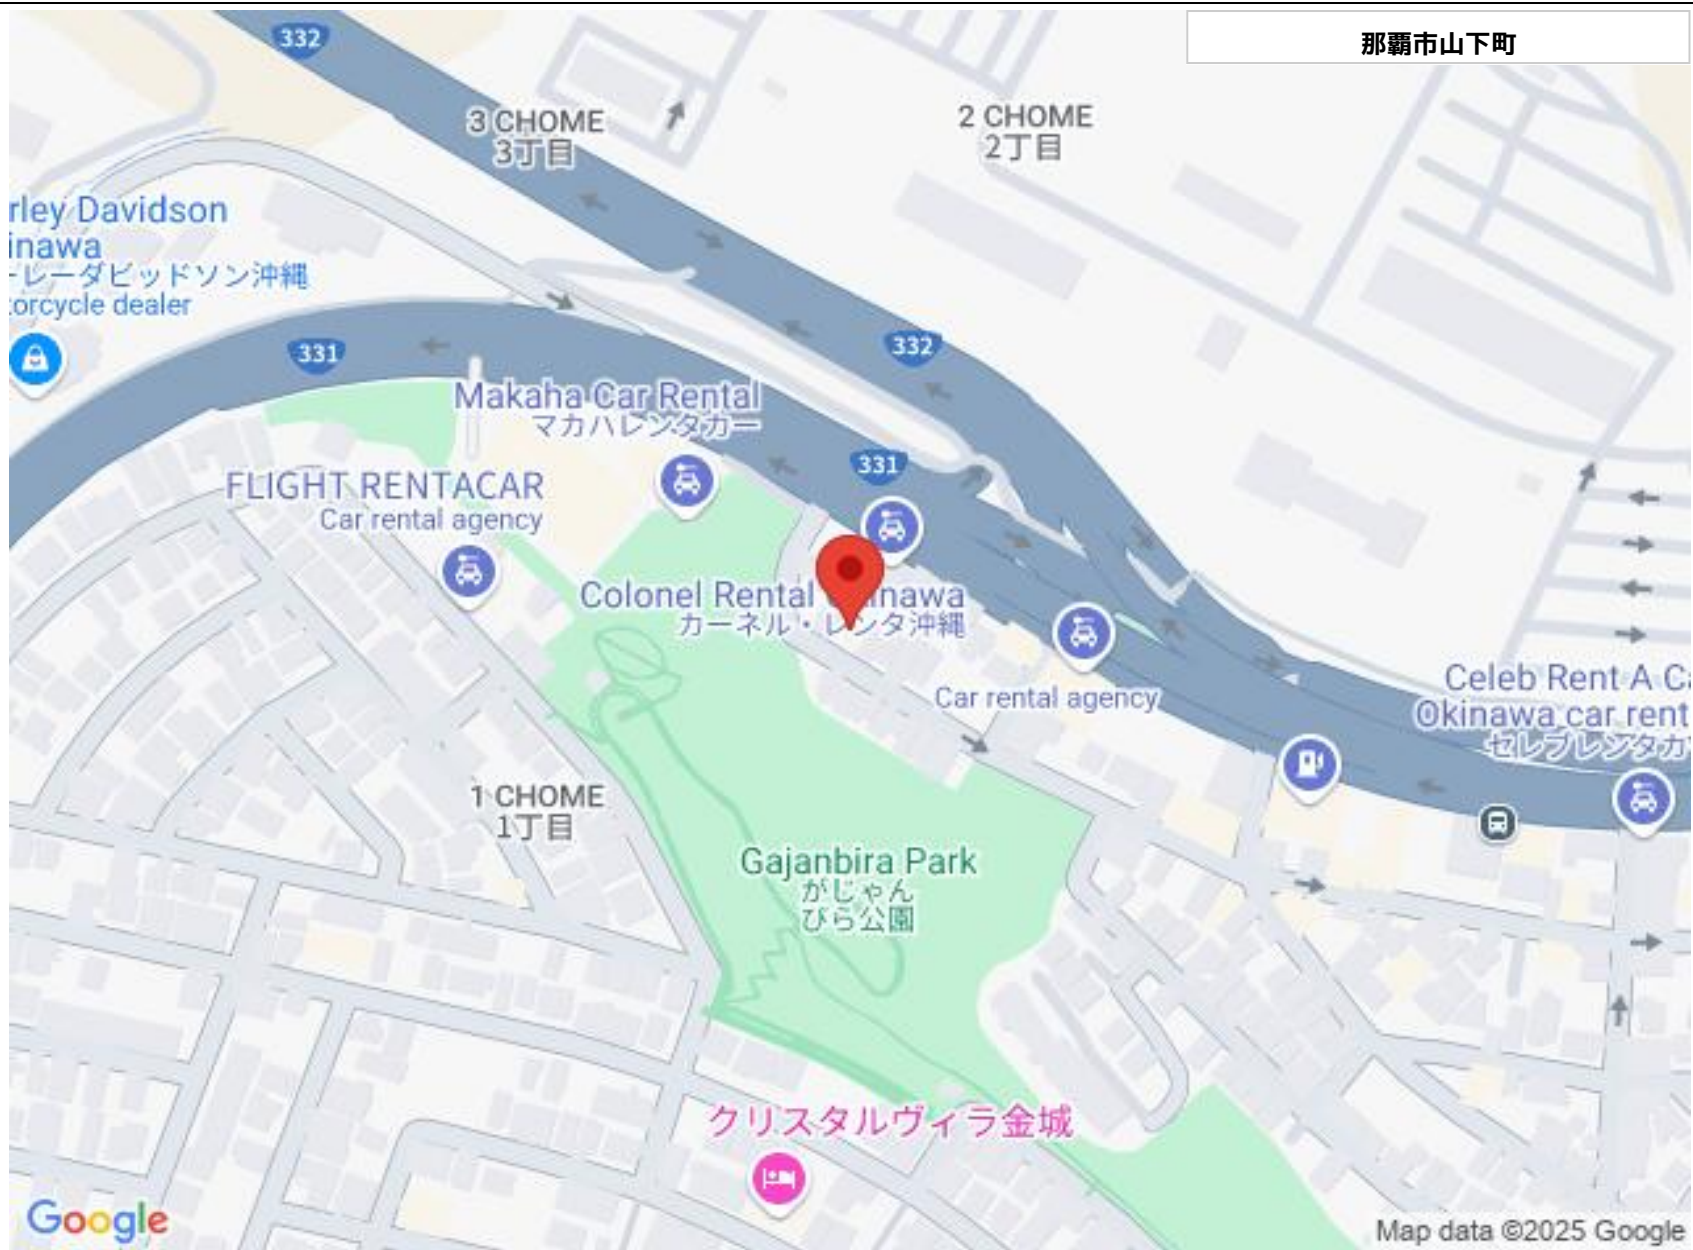 那覇市山下町
332
3 CHOME
3丁目
2 CHOME
2丁目
rley Davidson
inawa
ーレーダビッドソン沖縄
torcycle dealer
331
332
Makaha Car Rental
マカハレンタカー
331
FLIGHT RENTACAR
Car rental agency
Colonel Rental
カーネル・レンタ沖縄
Car rental agency
Celeb Rent A
Okinawa car rent
セレブレンタカ
1 CHOME
1丁目
Gajanbira Park
がじゃん
びら公園
クリスタルヴィラ金城
Google
Map data ©2025 Google